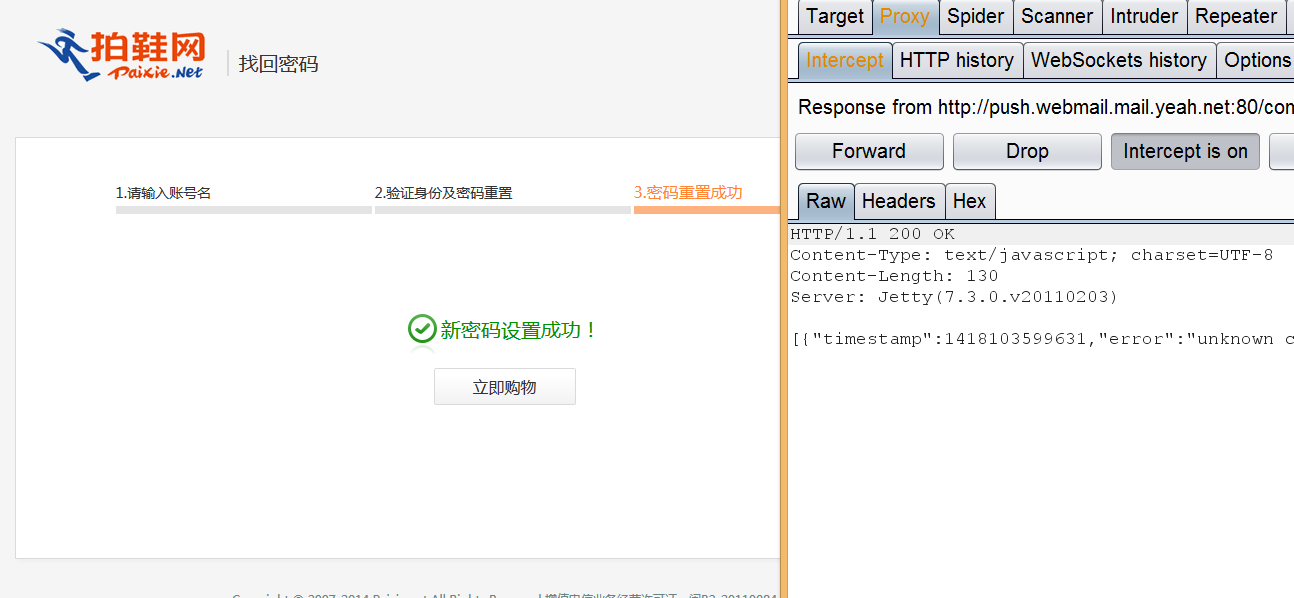 拍鞋网
Paixie.Net
找回密码
1.请输入账号名
2.验证身份及密码重置
3.密码重置成功
新密码设置成功！
立即购物
Target Proxy Spider Scanner Intruder Repeater
Intercept HTTP history WebSockets history Options
Response from http://push.webmail.mail.yeah.net:80/con
Forward Drop Intercept is on
Raw Headers Hex
HTTP/1.1 200 OK
Content-Type: text/javascript; charset=UTF-8
Content-Length: 130
Server: Jetty(7.3.0.v20110203)
[{"timestamp":1418103599631,"error":"unknown c